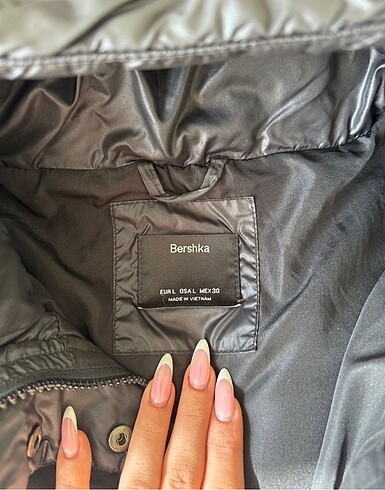 Bershka
EUR L USA L MEX 30
MADE IN VIETNAM